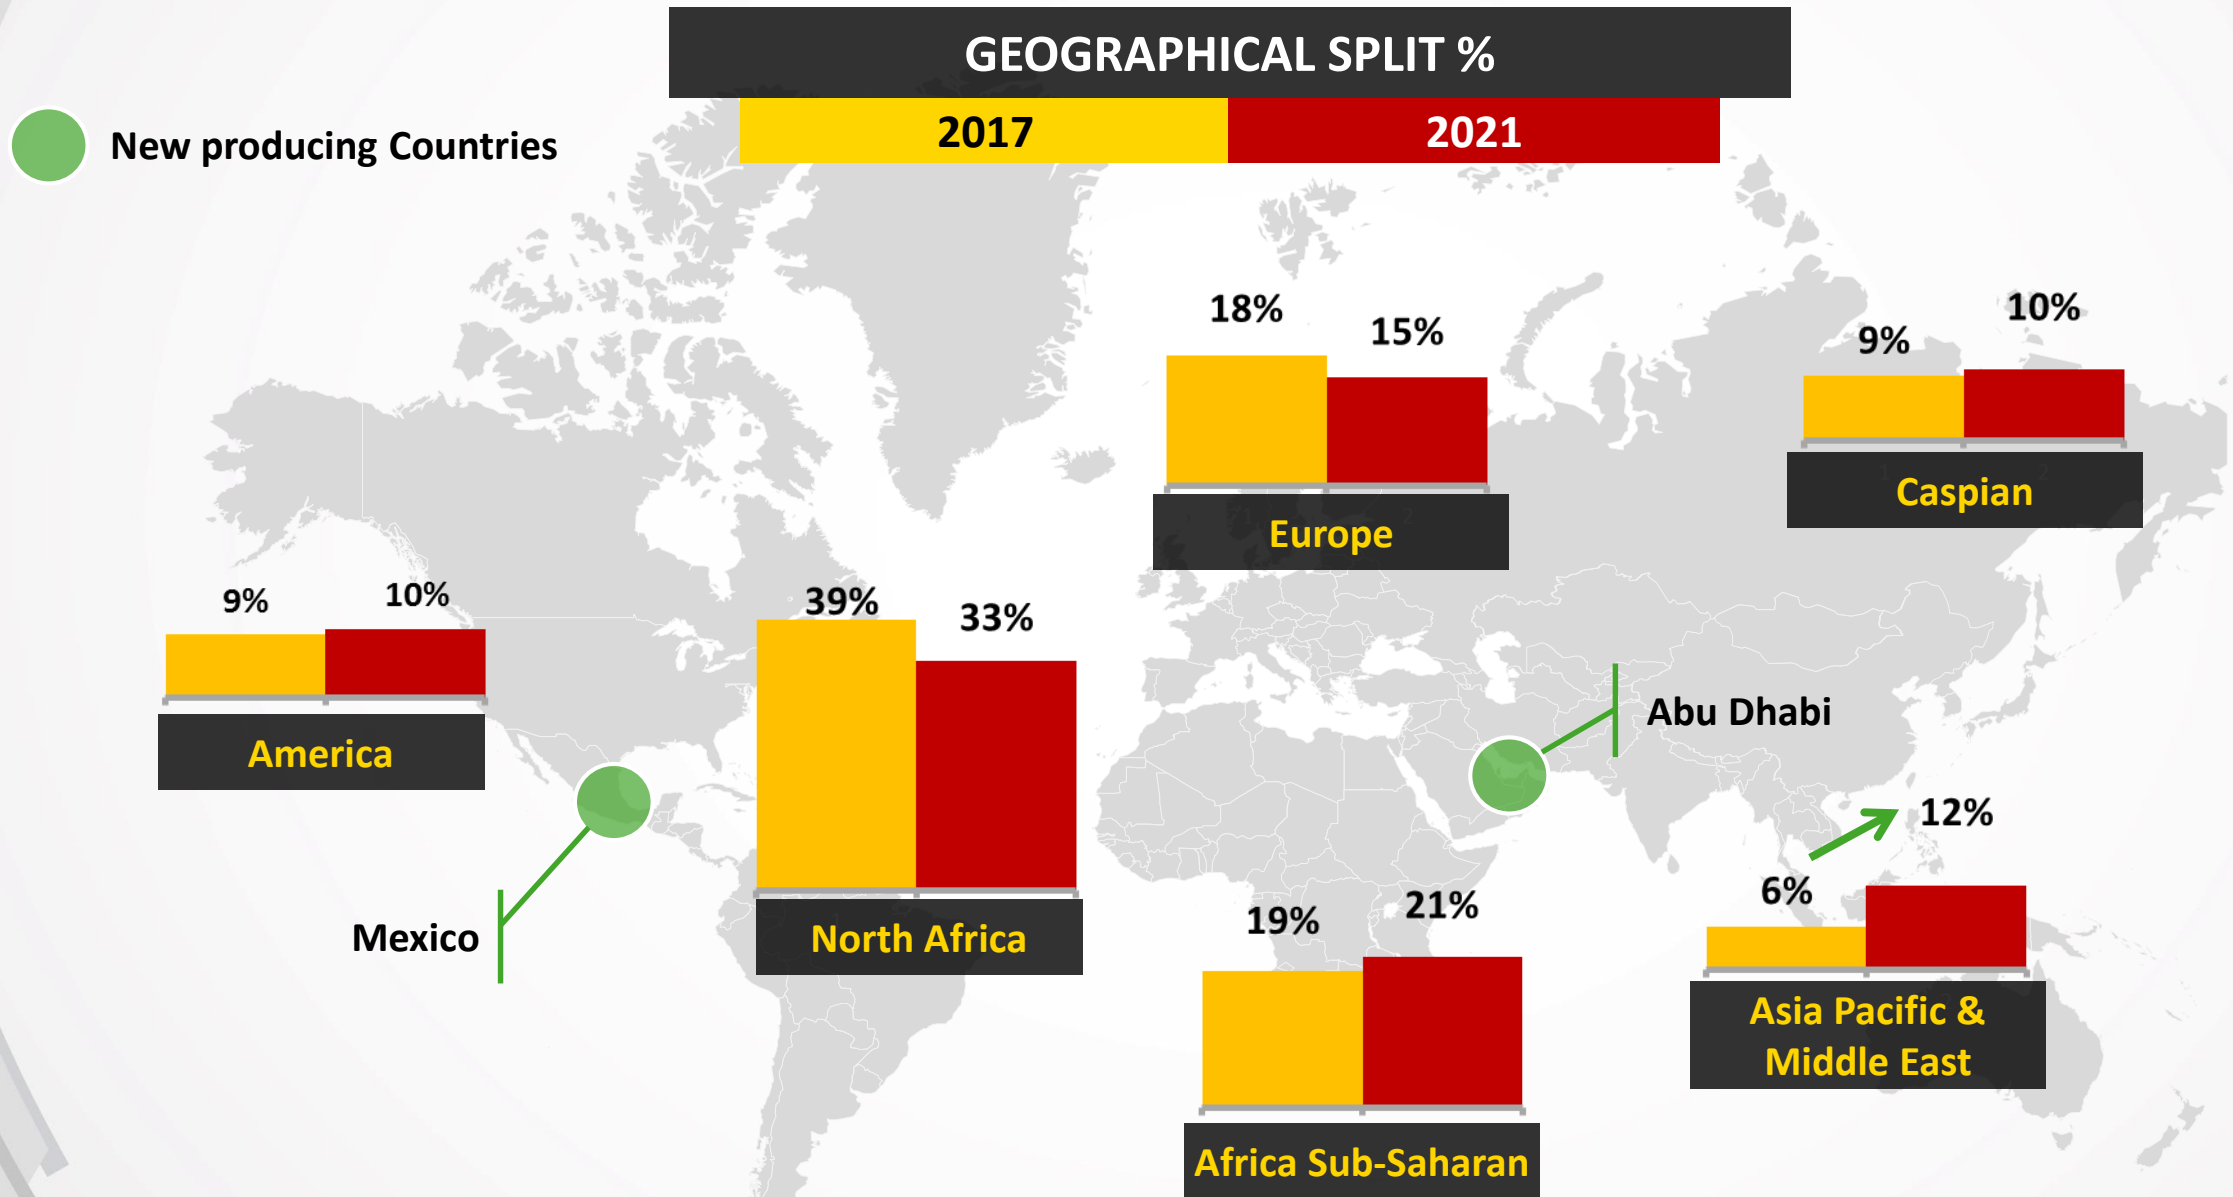 GEOGRAPHICAL SPLIT %
2017
2021
New producing Countries
18%
15%
Europe
9%
10%
Caspian
9%
10%
America
39%
33%
North Africa
Abu Dhabi
Mexico
19%
21%
Africa Sub-Saharan
6%
12%
Asia Pacific &
Middle East